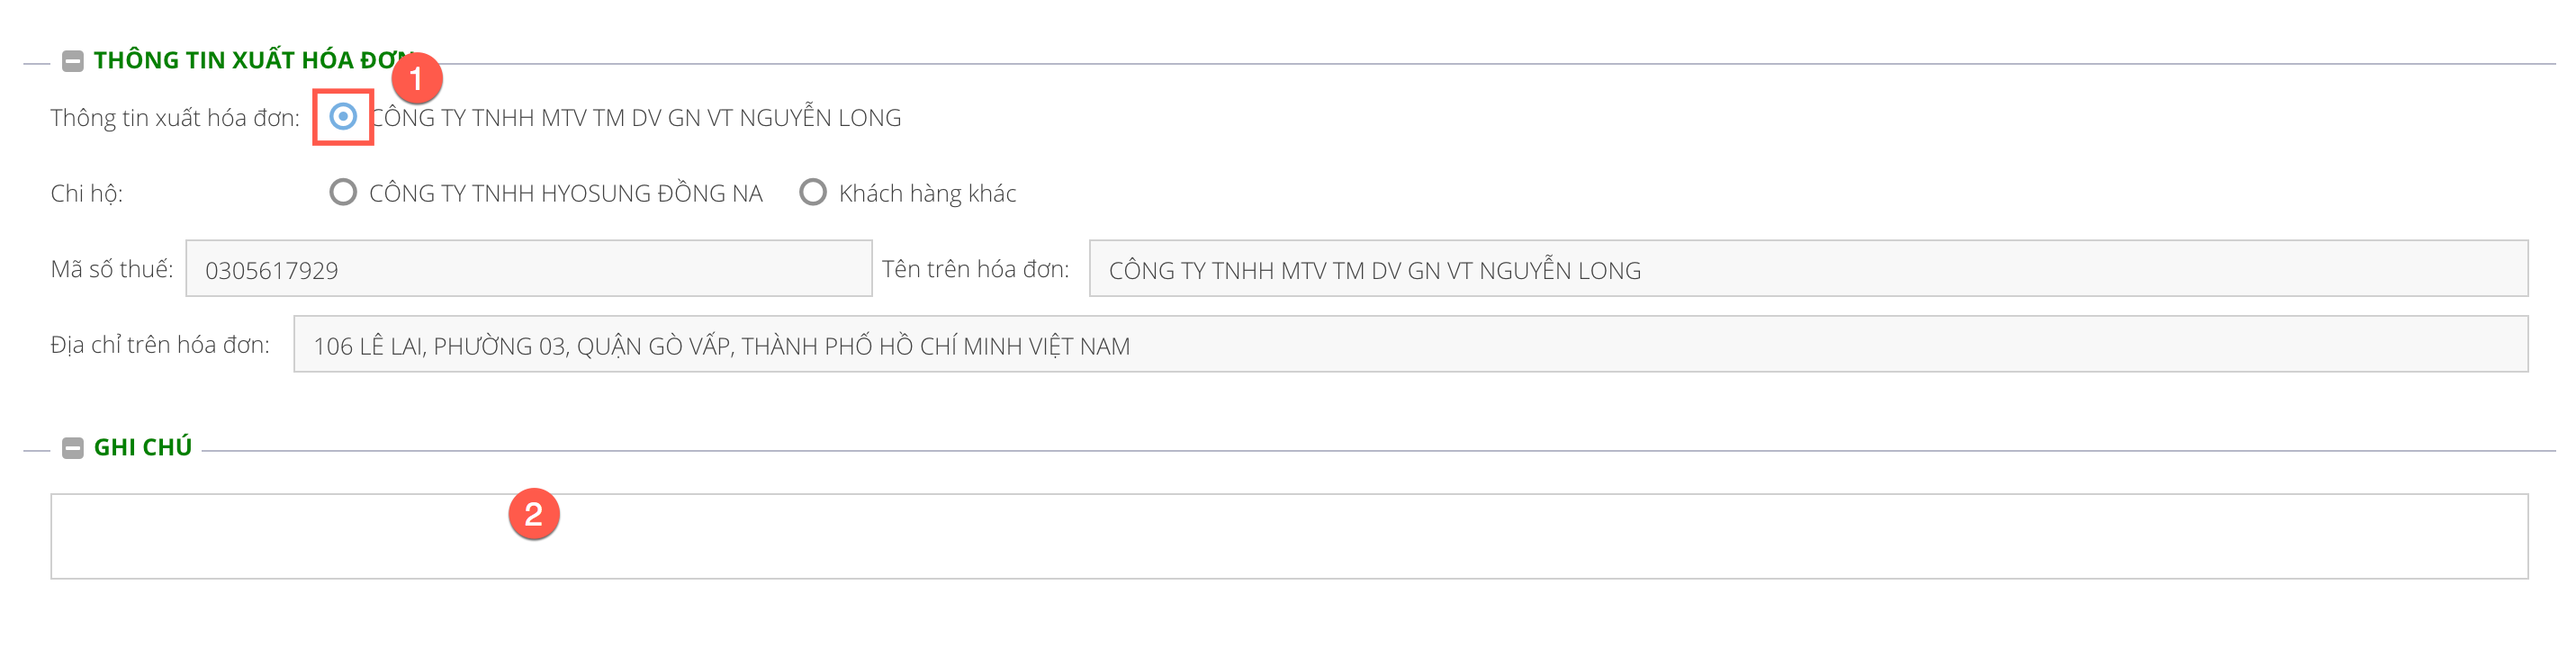 THÔNG TIN XUẤT HÓA ĐƠN
1
Thông tin xuất hóa đơn: CÔNG TY TNHH MTV TM DV GN VT NGUYỄN LONG
Chi hộ: CÔNG TY TNHH HYOSUNG ĐỒNG NA Khách hàng khác
Mã số thuế: 0305617929 Tên trên hóa đơn: CÔNG TY TNHH MTV TM DV GN VT NGUYỄN LONG
Địa chỉ trên hóa đơn: 106 LÊ LAI, PHƯỜNG 03, QUẬN GÒ VẤP, THÀNH PHỐ HỒ CHÍ MINH VIỆT NAM
GHI CHÚ
2